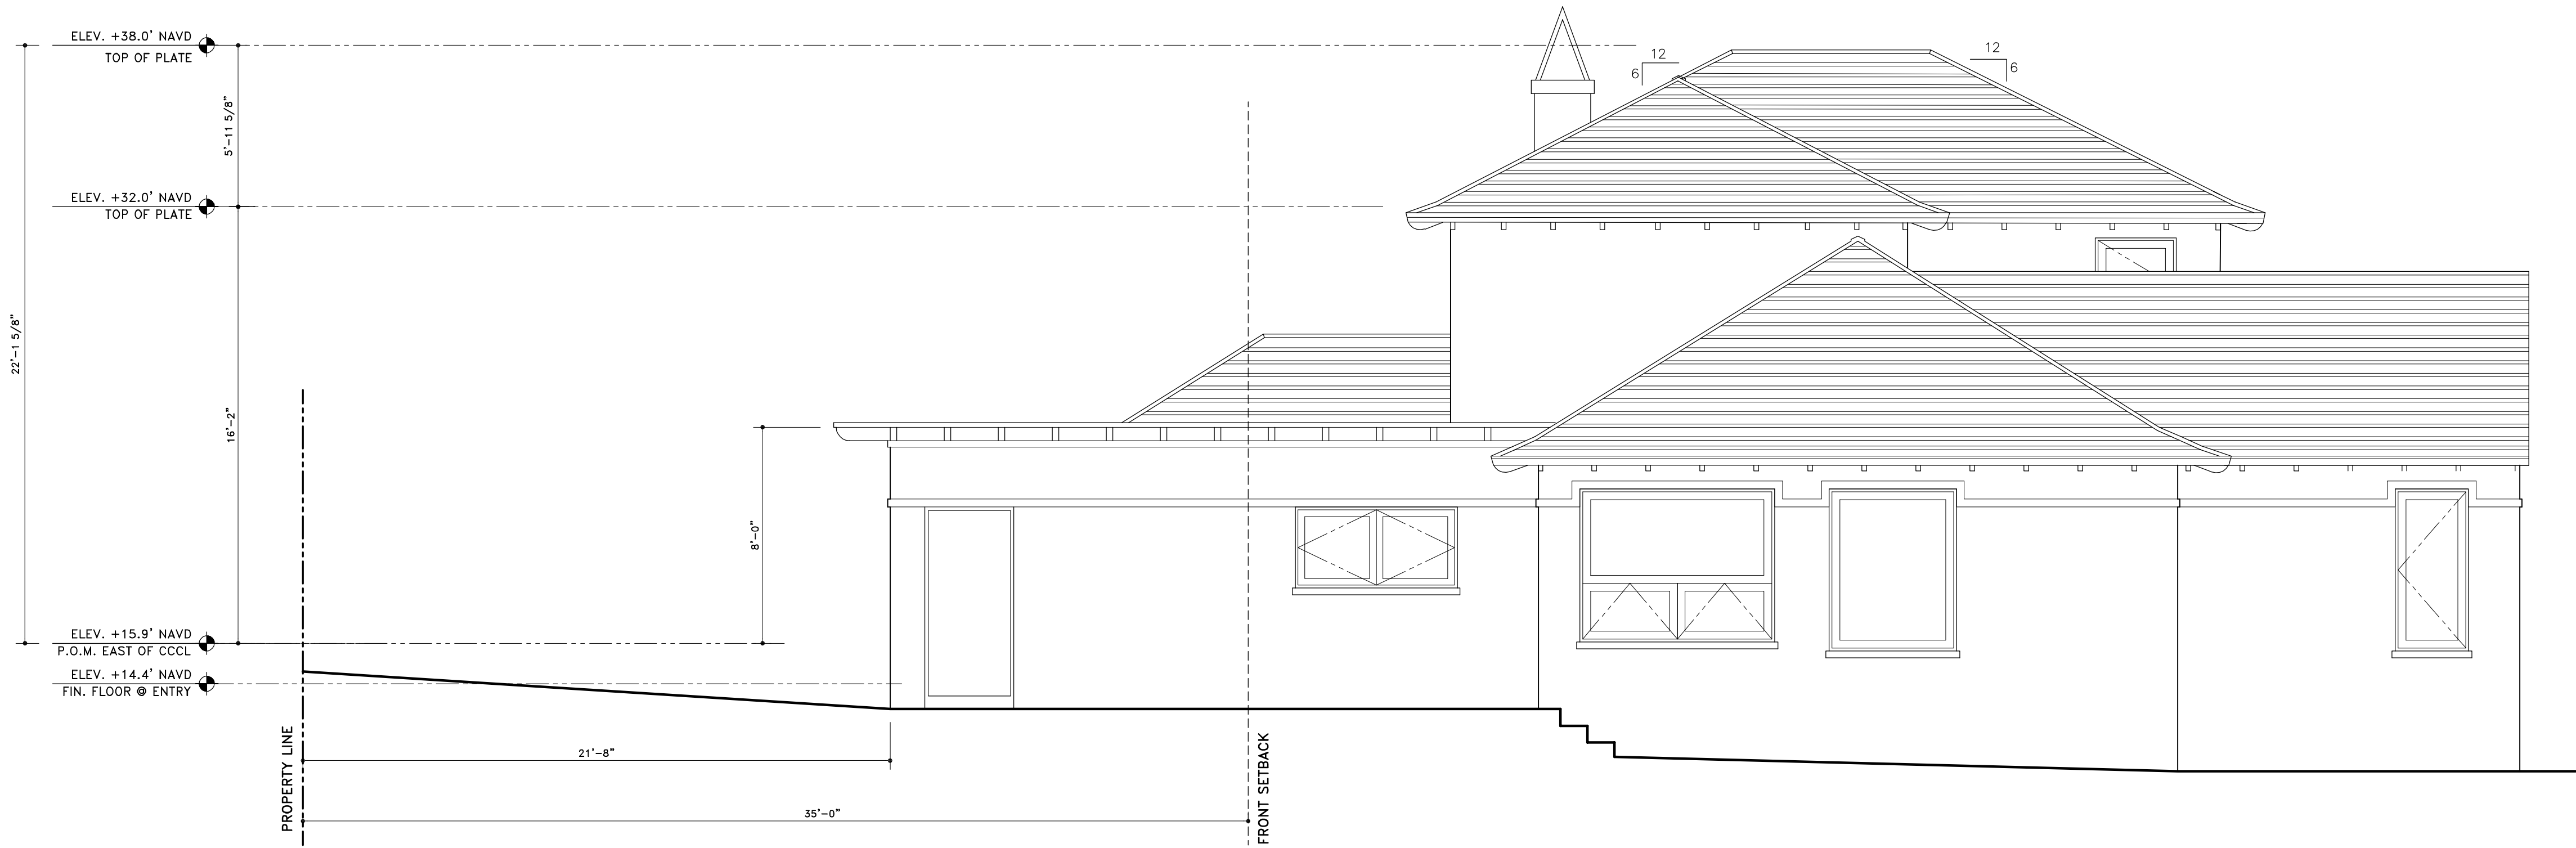 ELEV. +38.0' NAVD
TOP OF PLATE
12
6
12
6
5'-11 5/8"
ELEV. +32.0' NAVD
TOP OF PLATE
22'-1 5/8"
16'-2"
8'-0"
ELEV. +15.9' NAVD
P.O.M. EAST OF CCCL
ELEV. +14.4' NAVD
FIN. FLOOR @ ENTRY
PROPERTY LINE
21'-8"
FRONT SETBACK
35'-0"